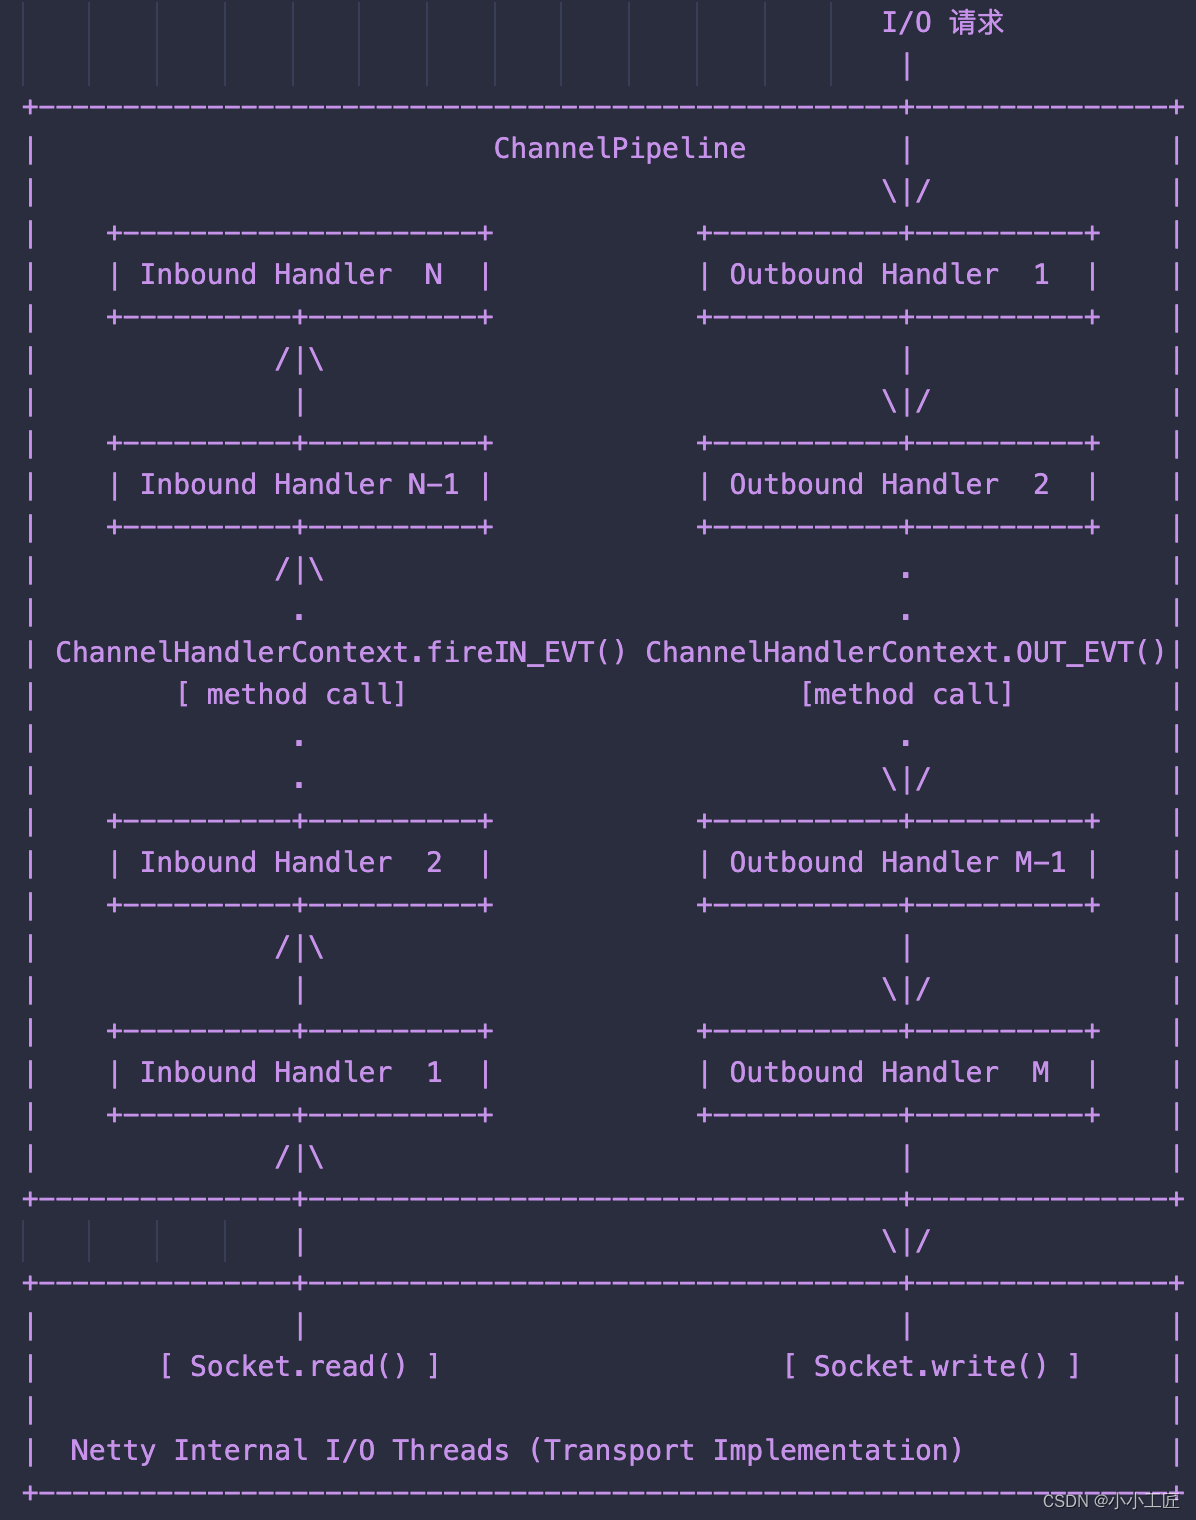 I/O 请求
|
+---------------------------------------------------+---------------+
|                           ChannelPipeline         |               |
|                                                  \|/              |
|    +---------------------+            +-----------+----------+    |
|    | Inbound Handler  N  |            | Outbound Handler  1  |    |
|    +----------+----------+            +-----------+----------+    |
|              /|\                                  |               |
|               |                                  \|/              |
|    +----------+----------+            +-----------+----------+    |
|    | Inbound Handler N-1 |            | Outbound Handler  2  |    |
|    +----------+----------+            +-----------+----------+    |
|              /|\                                  .               |
|               .                                   .               |
| ChannelHandlerContext.fireIN_EVT() ChannelHandlerContext.OUT_EVT()|
|        [ method call]                       [method call]         |
|               .                                   .               |
|               .                                  \|/              |
|    +----------+----------+            +-----------+----------+    |
|    | Inbound Handler  2  |            | Outbound Handler M-1 |    |
|    +----------+----------+            +-----------+----------+    |
|              /|\                                  |               |
|               |                                  \|/              |
|    +----------+----------+            +-----------+----------+    |
|    | Inbound Handler  1  |            | Outbound Handler  M  |    |
|    +----------+----------+            +-----------+----------+    |
|              /|\                                  |               |
+---------------+-----------------------------------+---------------+
                |                                  \|/
+---------------+-----------------------------------+---------------+
|               |                                   |               |
|       [ Socket.read() ]                    [ Socket.write() ]     |
|                                                                   |
|  Netty Internal I/O Threads (Transport Implementation)            |
+-------------------------------------------------------------------+
CSDN @小小工匠